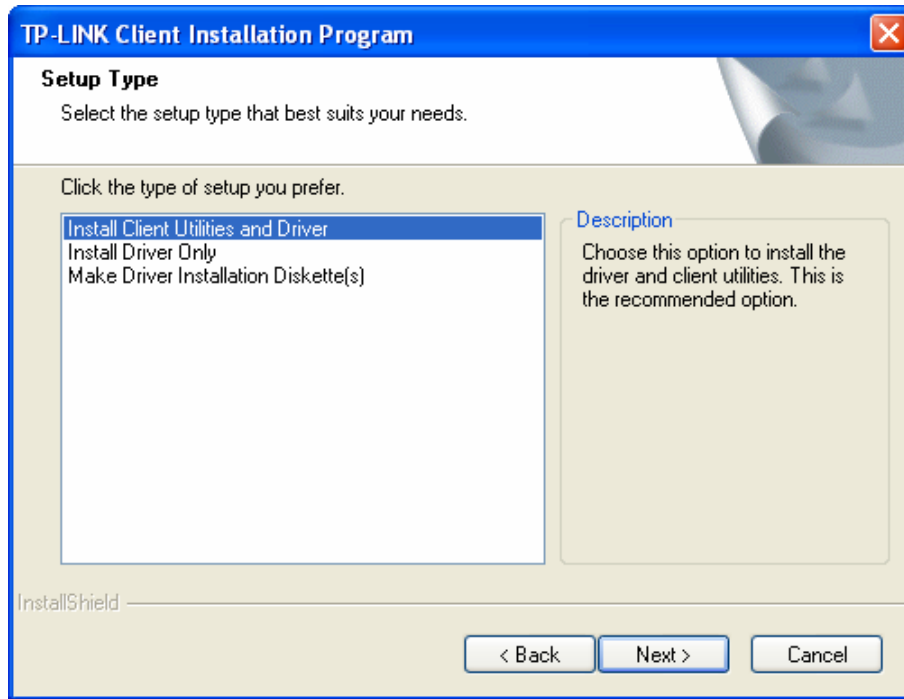 TP-LINK Client Installation Program
Setup Type
Select the setup type that best suits your needs.
Click the type of setup you prefer.
Install Client Utilities and Driver
Install Driver Only
Make Driver Installation Diskette(s)
Description
Choose this option to install the
driver and client utilities. This is
the recommended option.
InstallShield
< Back
Next >
Cancel